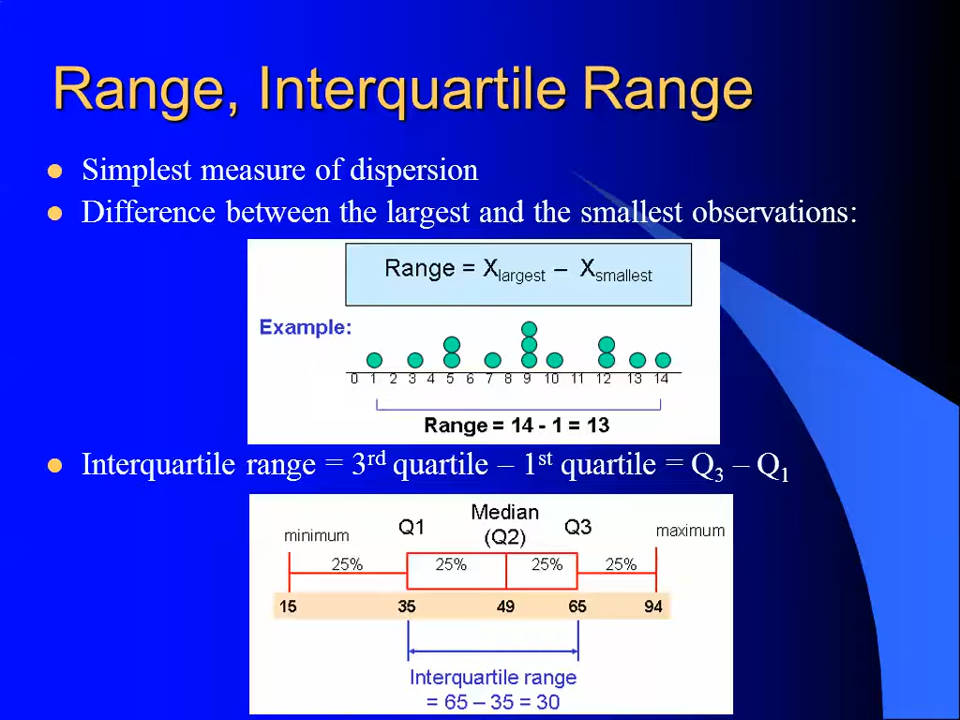 Range, Interquartile Range
Simplest measure of dispersion
Difference between the largest and the smallest observations:
Range = Xlargest – Xsmallest
Example:
0 1 2 3 4 5 6 7 8 9 10 11 12 13 14
Range = 14 - 1 = 13
Interquartile range = 3rd quartile – 1st quartile = Q3 – Q1
minimum Q1 Median (Q2) Q3 maximum
25% 25% 25% 25%
15 35 49 65 94
Interquartile range
= 65 – 35 = 30